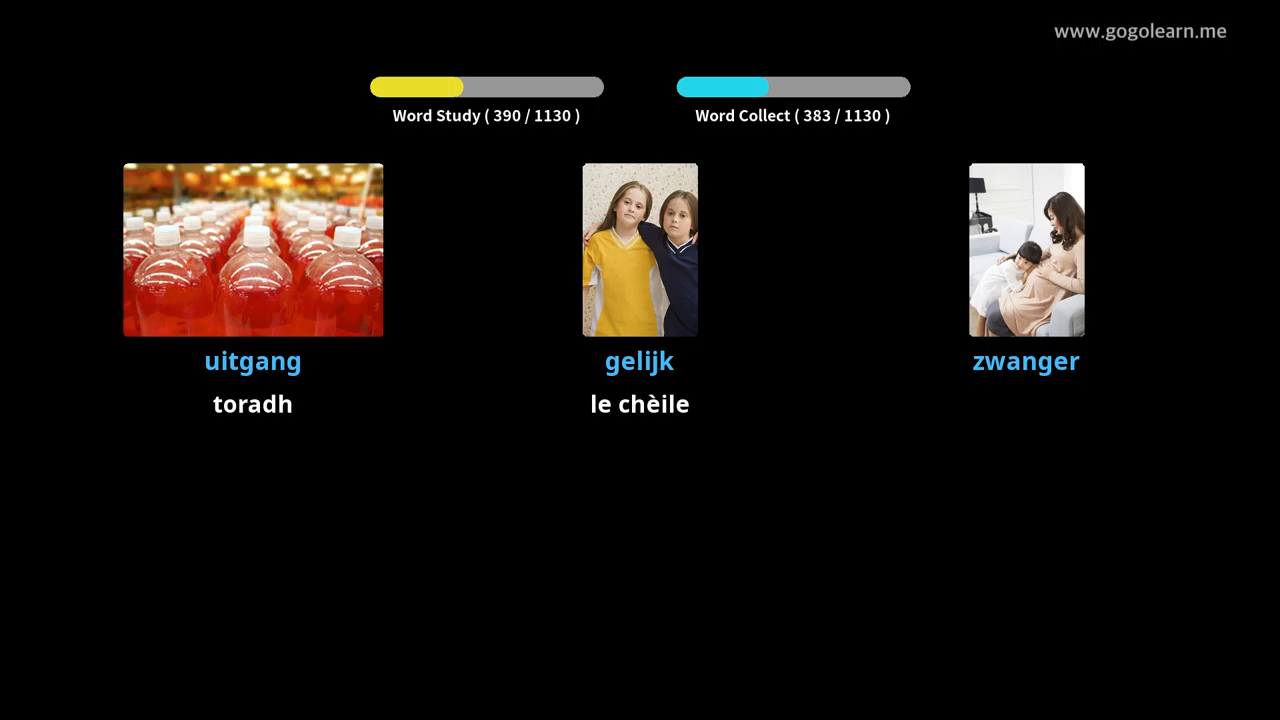 www.gogolearn.me
Word Study ( 390 / 1130 )
Word Collect ( 383 / 1130 )
uitgang
gelijk
zwanger
toradh
le chèile